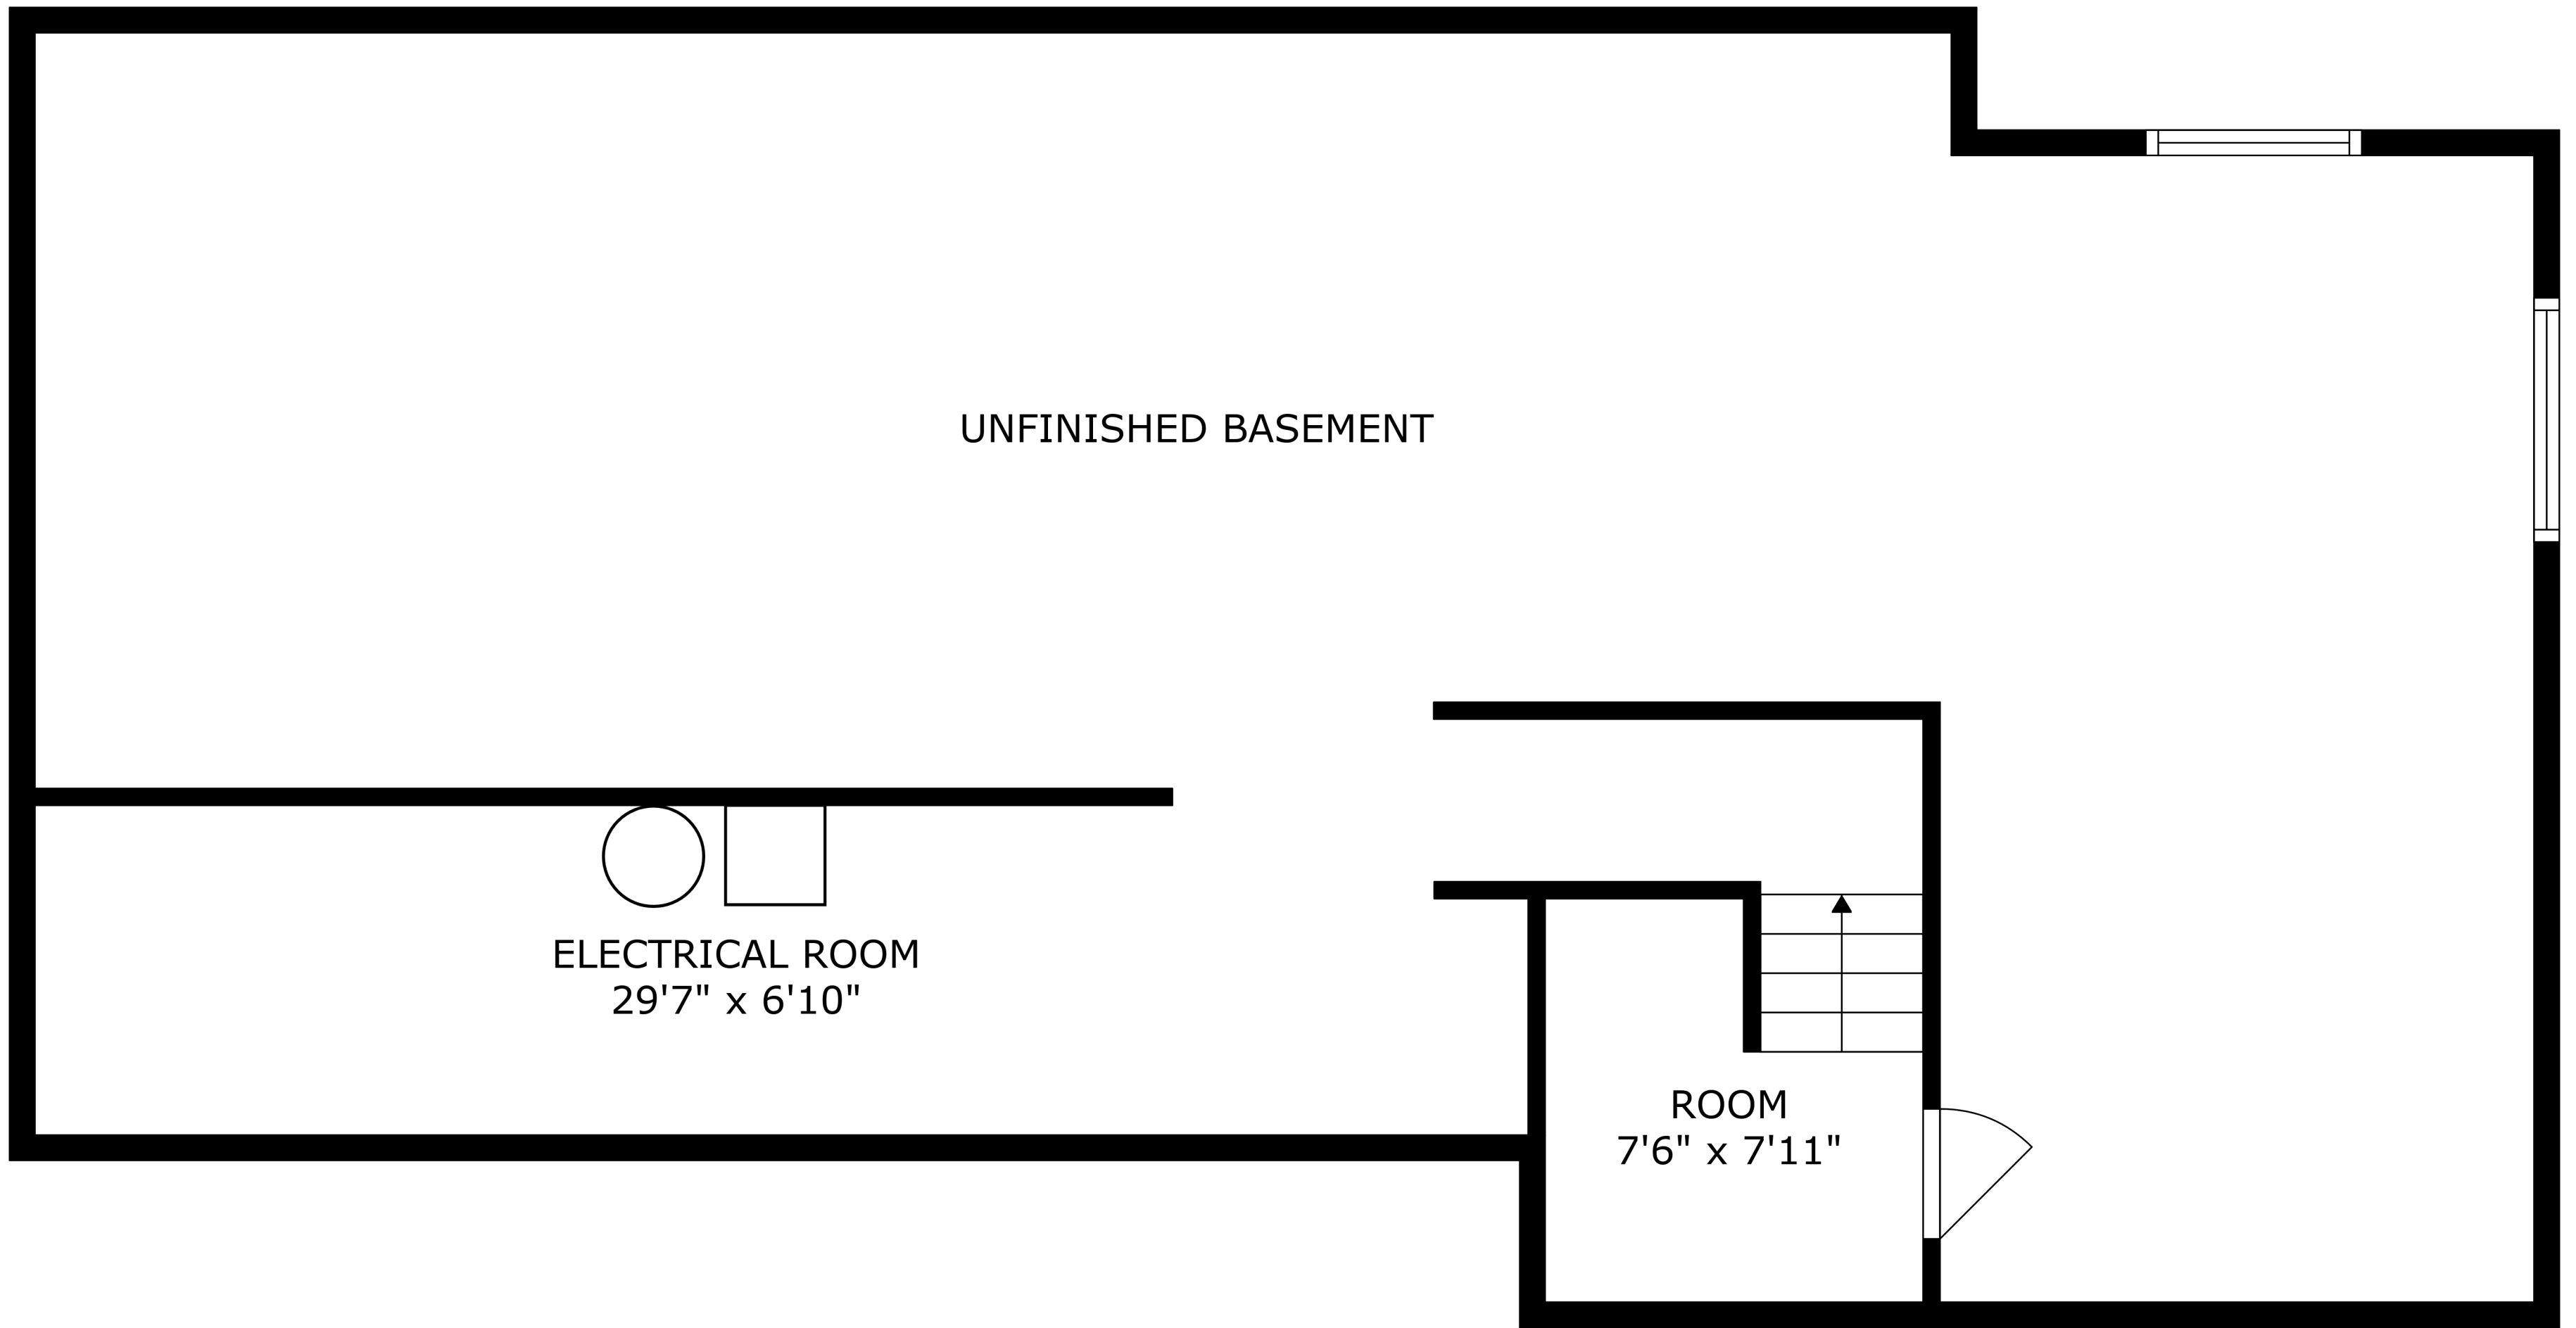 UNFINISHED BASEMENT
ELECTRICAL ROOM
29'7" x 6'10"
ROOM
7'6" x 7'11"